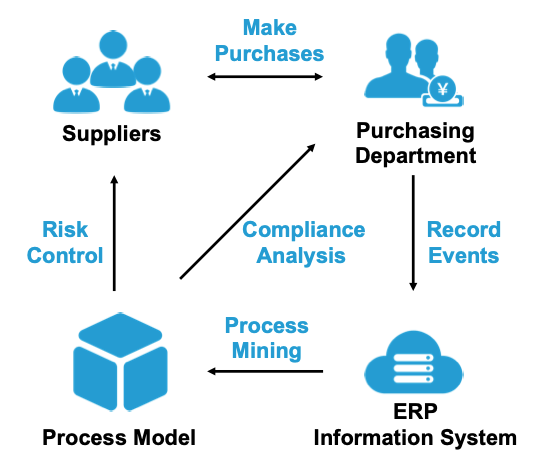 Make
Purchases
¥
Suppliers
Purchasing
Department
Risk
Control
Compliance
Analysis
Record
Events
Process
Mining
Process Model
ERP
Information System